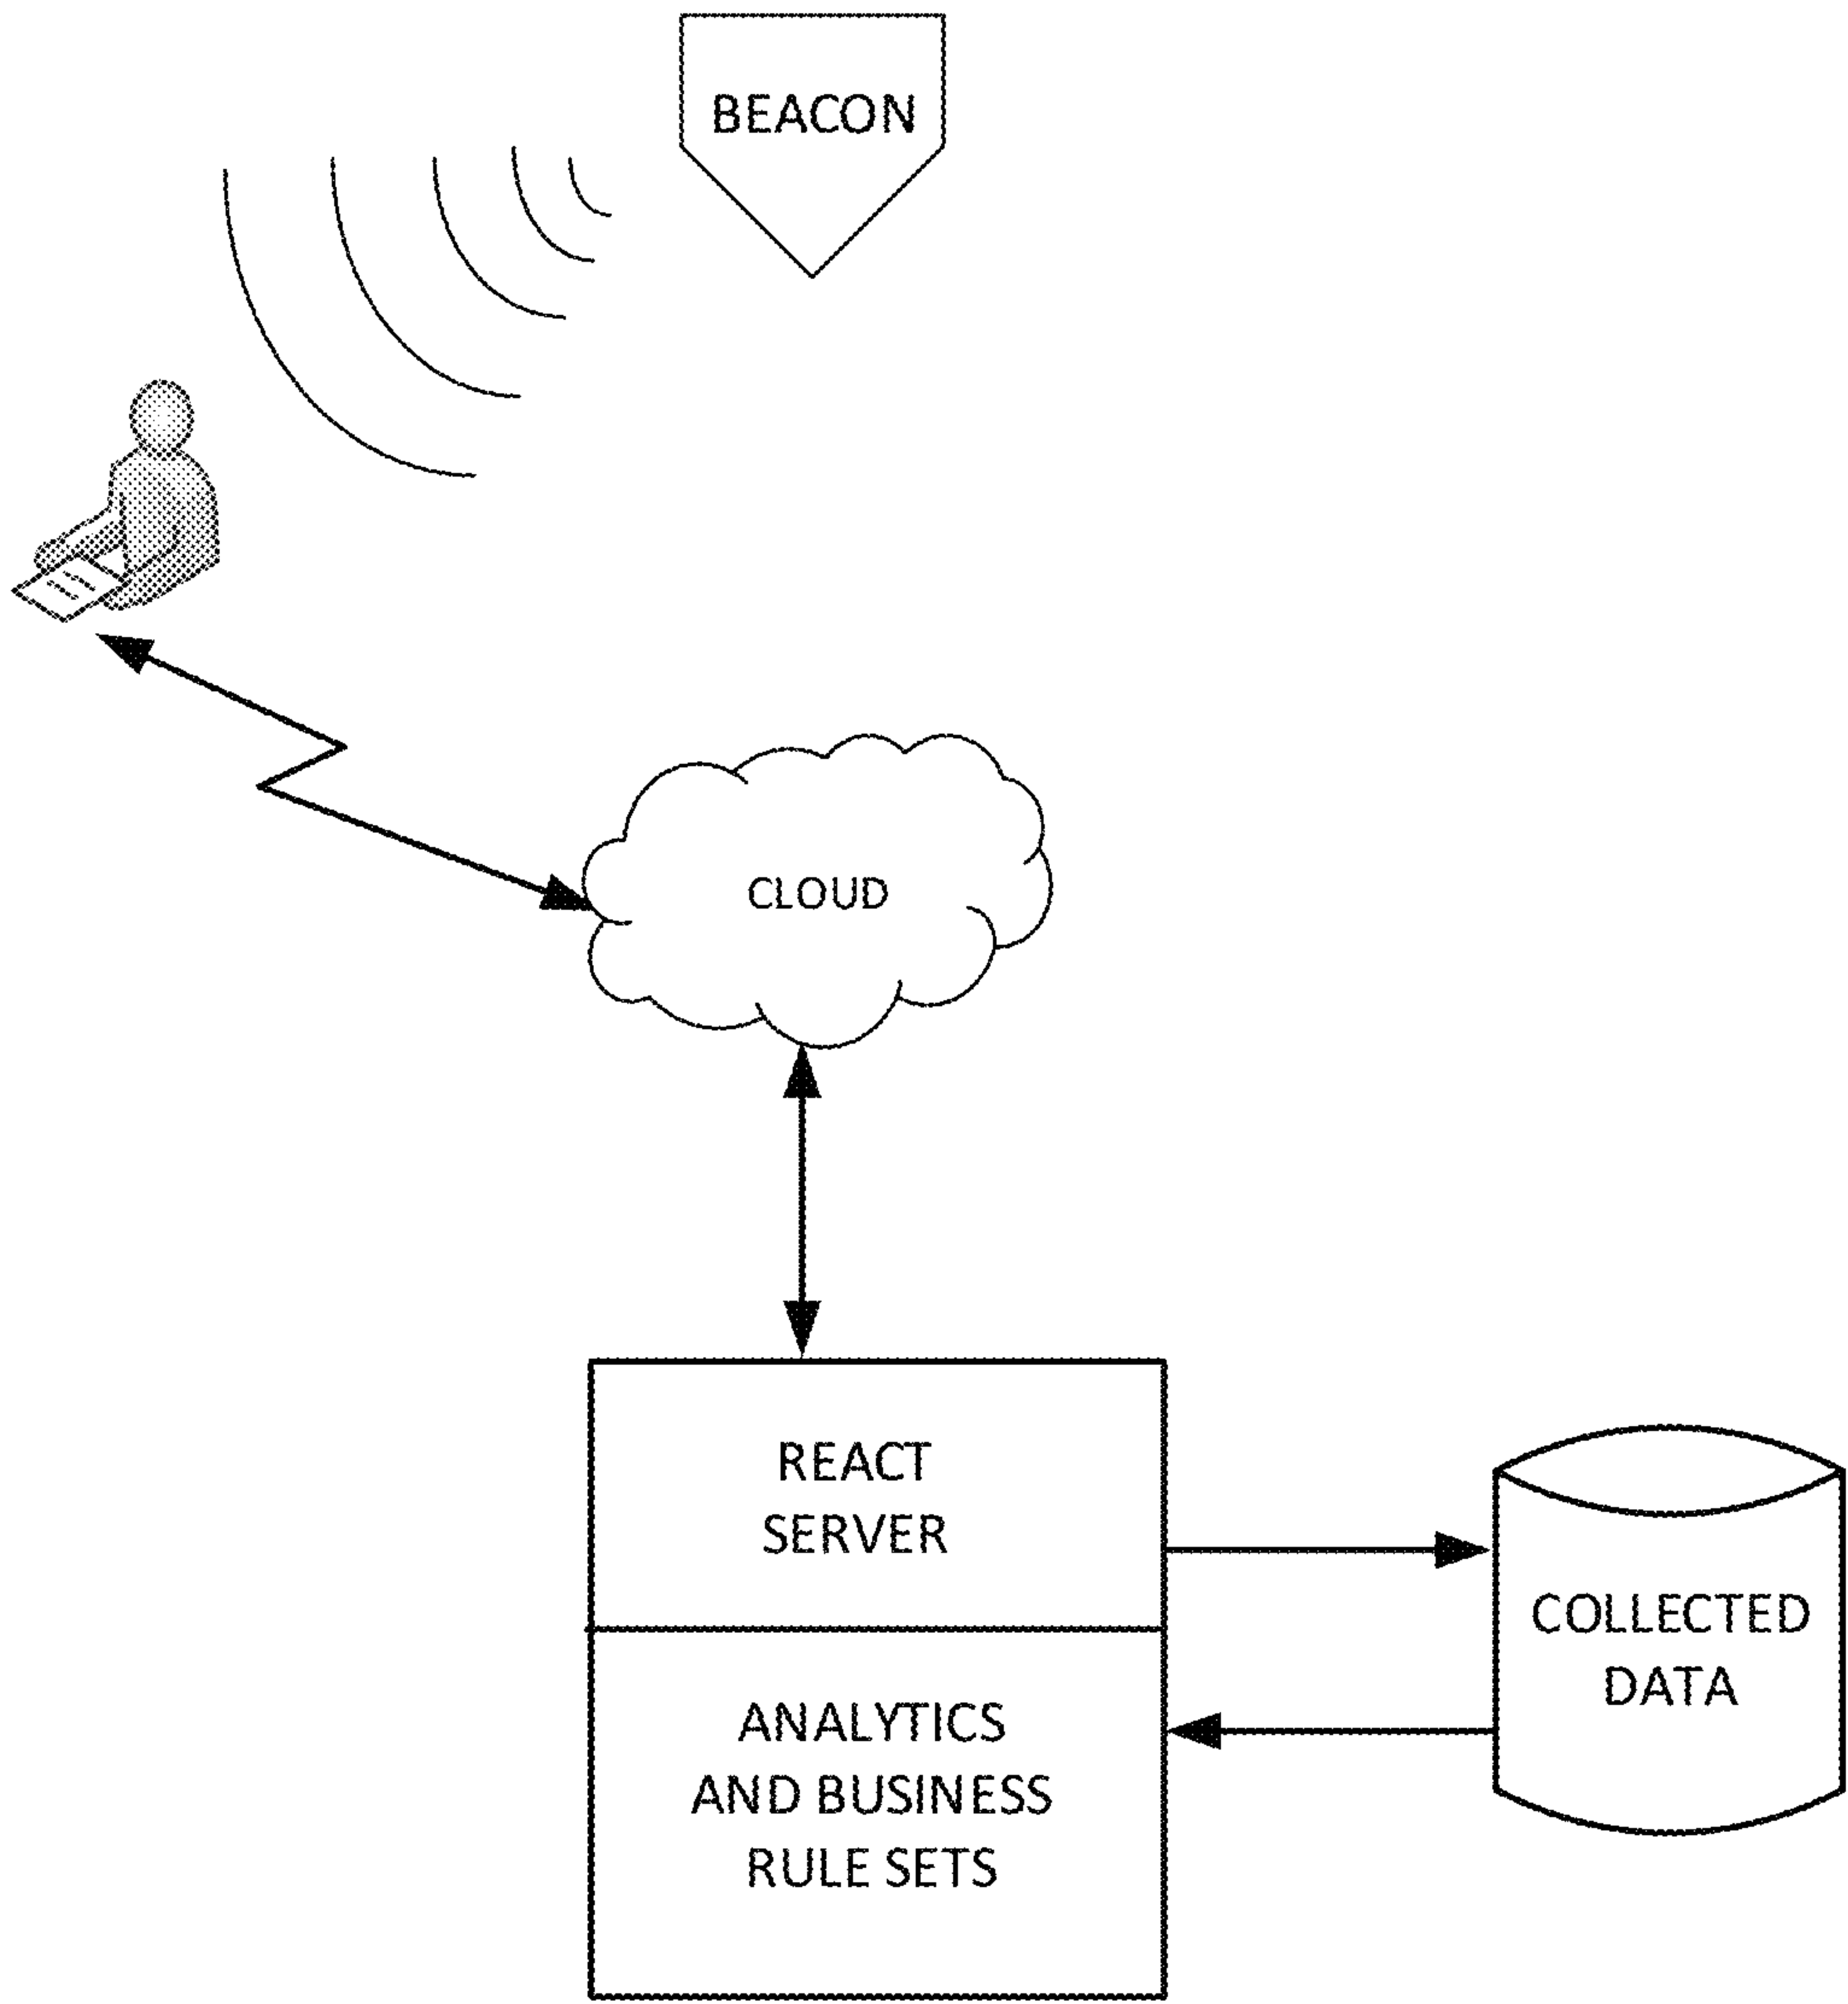 BEACON
CLOUD
REACT
SERVER
COLLECTED
DATA
ANALYTICS
AND BUSINESS
RULE SETS